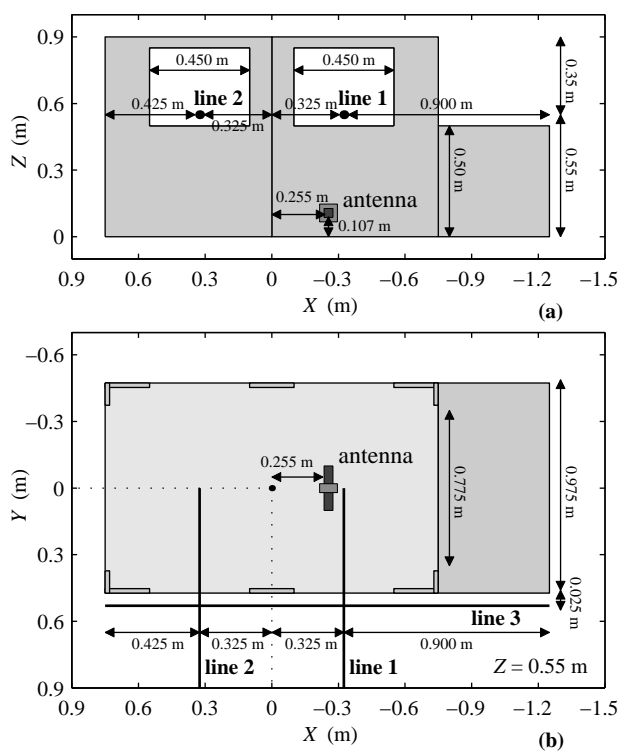 0.9
0.6
0.3
0
Z (m)
0.450 m
0.450 m
0.425 m
line 2
0.325 m
0.325 m
line 1
0.900 m
0.35 m
0.55 m
0.50 m
0.255 m
antenna
0.107 m
0.9 0.6 0.3 0 −0.3 −0.6 −0.9 −1.2 −1.5
X (m)
(a)
−0.6
−0.3
0
0.3
0.6
0.9
Y (m)
antenna
0.255 m
0.775 m
0.975 m
0.025 m
line 3
0.425 m
0.325 m
0.325 m
0.900 m
line 2
line 1
Z = 0.55 m
0.9 0.6 0.3 0 −0.3 −0.6 −0.9 −1.2 −1.5
X (m)
(b)